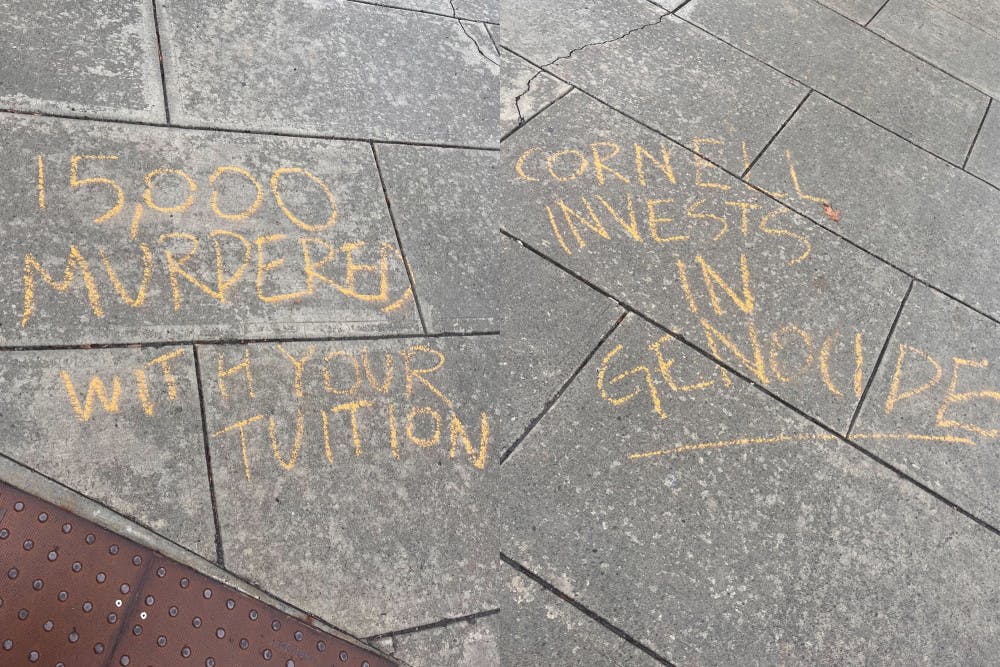 15,000
MURDERED
WITH YOUR
TUITION
CORNELL
INVESTS
IN
GENOCIDE